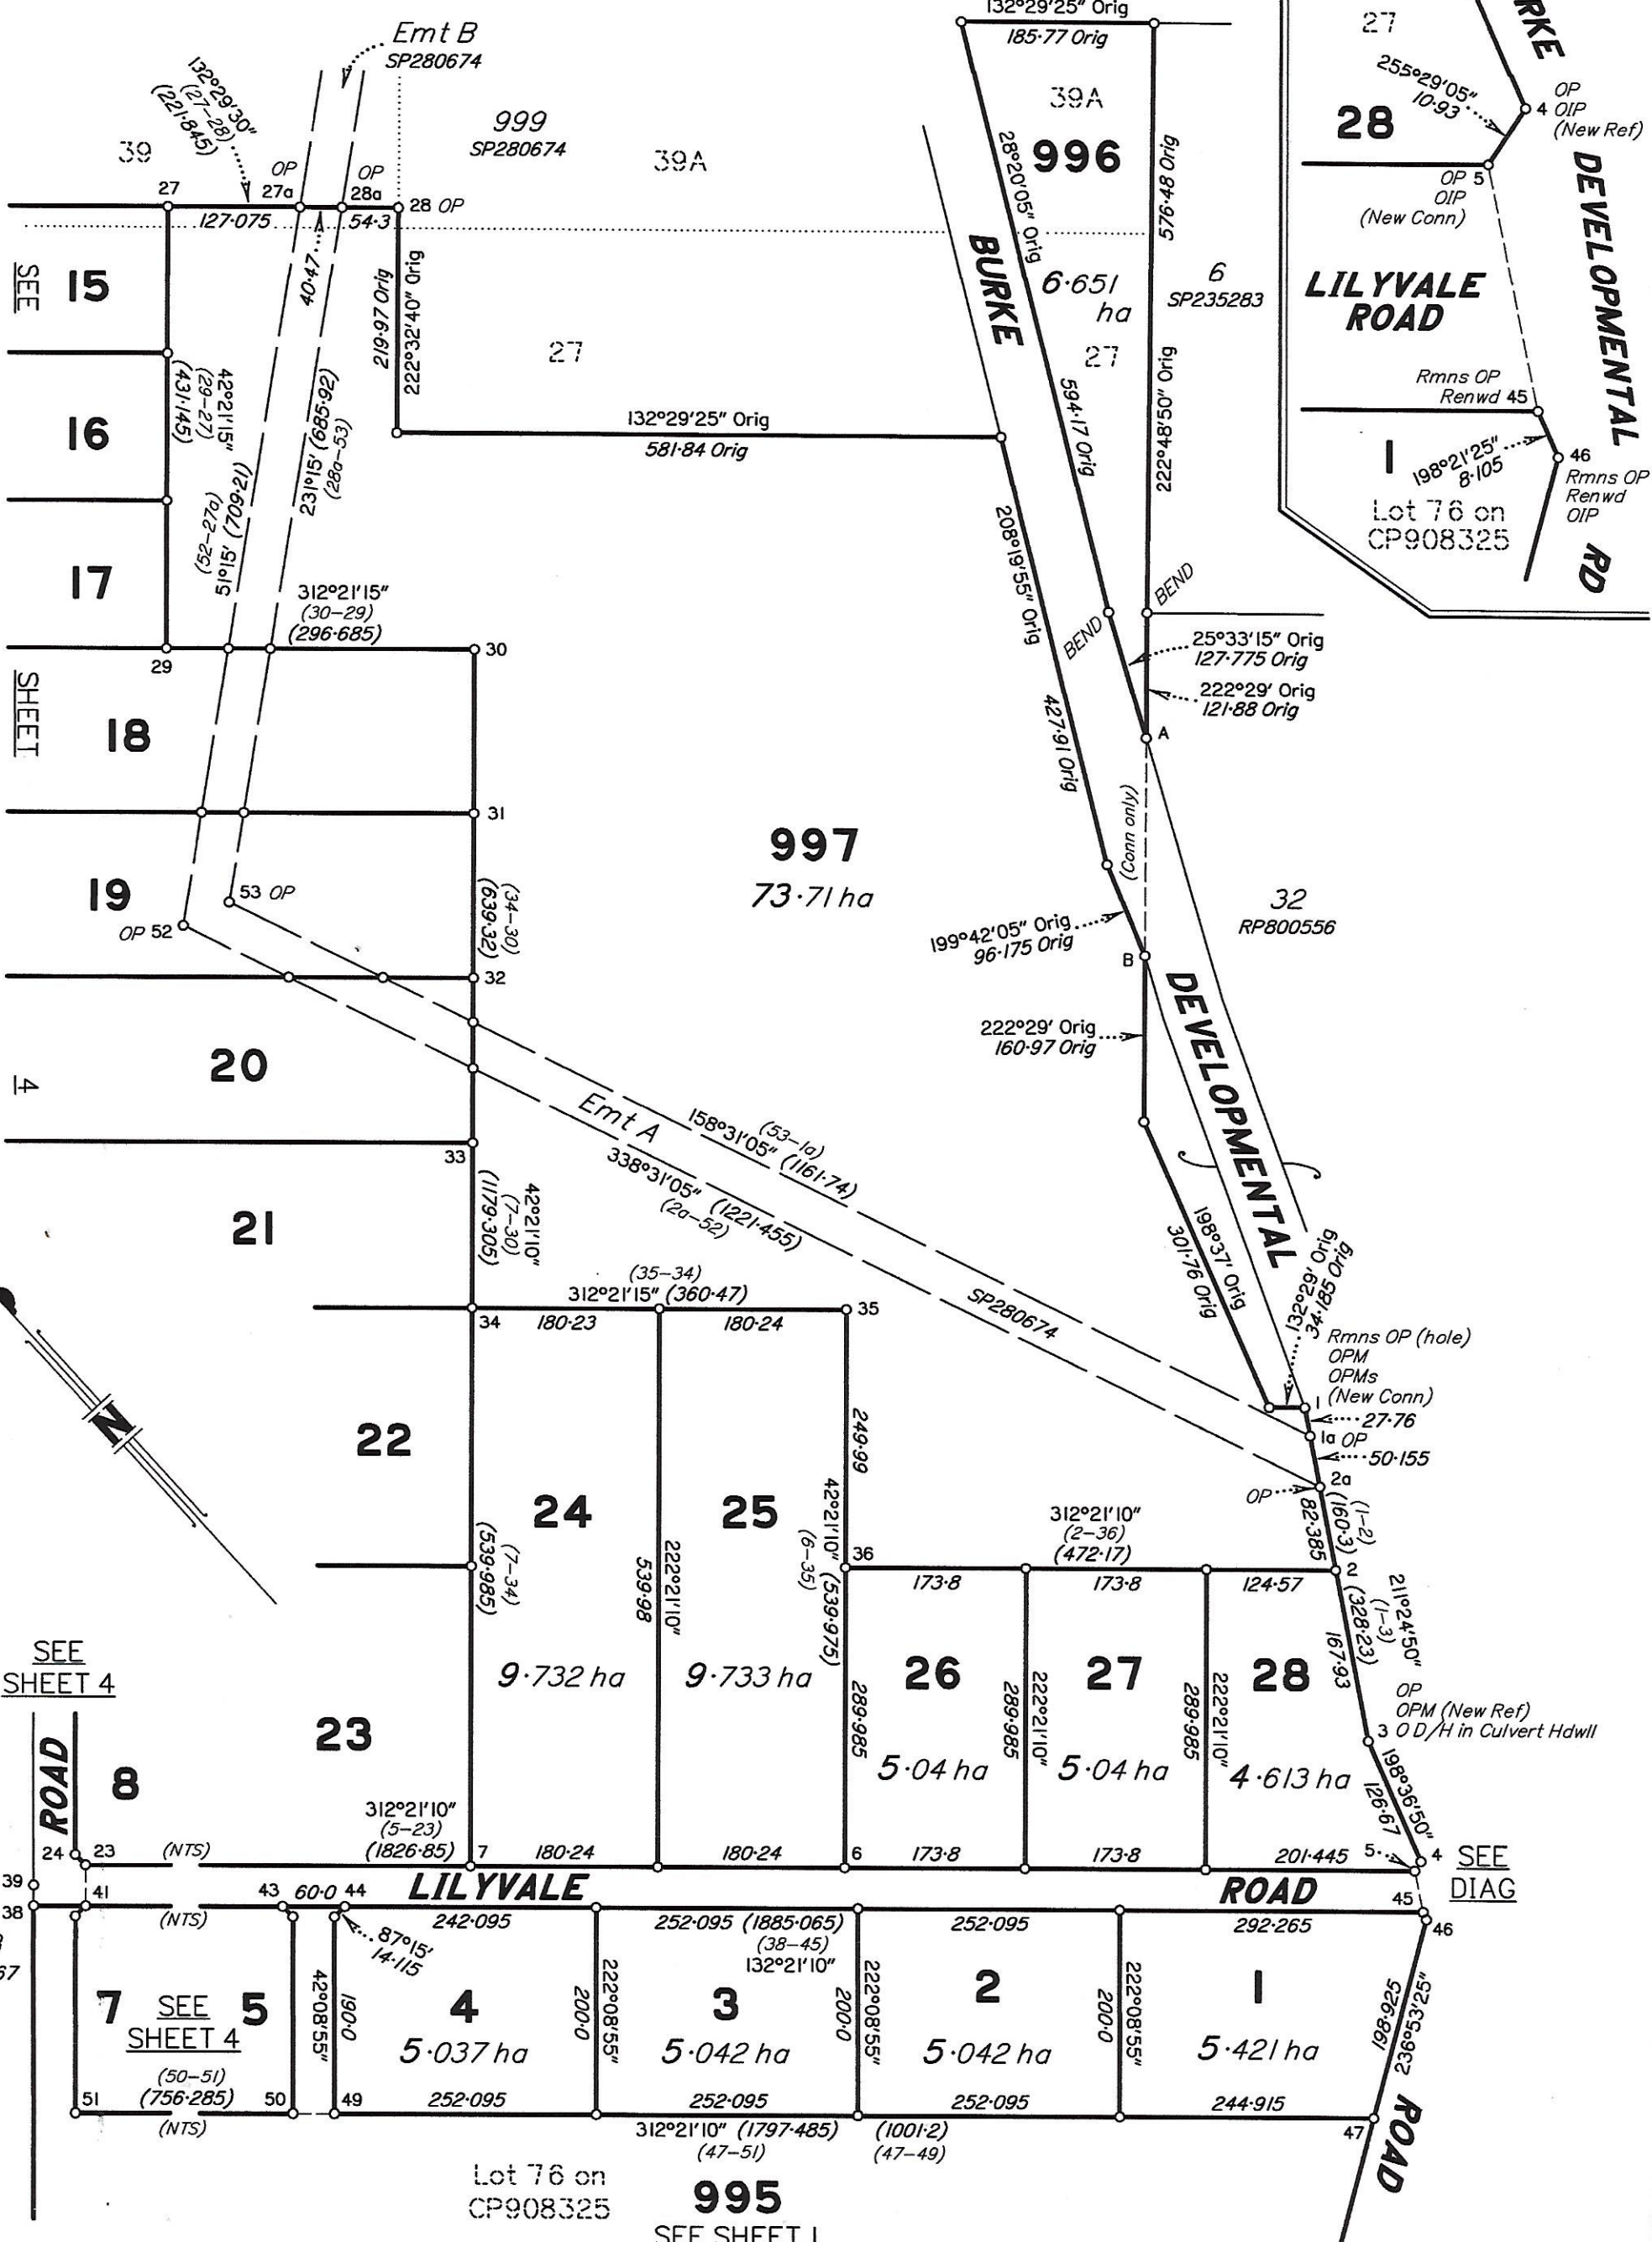 132°29'25" Orig
185·77 Orig
Emt B
SP280674
132°29'30"
(27-28)
(221·845)
39
OP
27
27a
OP
28a
28 OP
127·075
54·3
40·47
999
SP280674
39A
39A
996
28°20'05" Orig
576·48 Orig
6·651
ha
27
6
SP235283
594·17 Orig
222°48'50" Orig
BURKE
SEE
15
16
17
219·97 Orig
222°32'40" Orig
27
132°29'25" Orig
581·84 Orig
42°21'15"
(29-27)
(431·145)
(52-27a)
51°15' (709·21)
231°15' (685·92)
(28a-53)
312°21'15"
(30-29)
(296·685)
29
30
208°19'55" Orig
427·91 Orig
BEND
BEND
25°33'15" Orig
127·775 Orig
222°29' Orig
121·88 Orig
A
(Conn only)
SHEET
18
31
19
53 OP
OP 52
(34-30)
(639·32)
32
997
73·71 ha
199°42'05" Orig
96·175 Orig
B
32
RP800556
222°29' Orig
160·97 Orig
DEVELOPMENTAL
4
20
33
Emt A
(53-1a)
158°31'05" (1161·74)
338°31'05" (1221·455)
(2a-52)
SP280674
21
42°21'10"
(7-30)
(1179·305)
198°37' Orig
301·76 Orig
132°29' Orig
34·185 Orig
(35-34)
312°21'15" (360·47)
34
180·23
180·24
35
Rmns OP (hole)
OPM
OPMs
(New Conn)
1
27·76
1a OP
50·155
2a
OP
82·385
(1-2)
(160·3)
N
22
24
25
249·99
42°21'10" (539·975)
(6-35)
(7-34)
(539·985)
222°21'10"
539·98
312°21'10"
(2-36)
(472·17)
36
173·8
173·8
124·57
2
211°24'50"
(1-3)
(328·23)
167·93
OP
OPM (New Ref)
3 O D/H in Culvert Hdwll
198°36'50"
126·67
9·732 ha
9·733 ha
26
27
28
289·985
222°21'10"
289·985
222°21'10"
289·985
5·04 ha
5·04 ha
4·613 ha
SEE
SHEET 4
ROAD
8
23
312°21'10"
(5-23)
(1826·85)
24
23
(NTS)
7
180·24
180·24
6
173·8
173·8
201·445
5
4
SEE
DIAG
LILYVALE
ROAD
39
38
41
(NTS)
43
60·0
44
87°15'
14·115
242·095
252·095 (1885·065)
(38-45)
132°21'10"
252·095
292·265
45
46
67
7
SEE
SHEET 4
5
42°08'55"
190·0
4
5·037 ha
222°08'55"
200·0
3
5·042 ha
222°08'55"
200·0
2
5·042 ha
222°08'55"
200·0
1
5·421 ha
198·925
236°53'25"
(50-51)
51
(756·285)
(NTS)
50
49
252·095
252·095
312°21'10" (1797·485)
(47-51)
252·095
(1001·2)
(47-49)
244·915
47
ROAD
Lot 76 on
CP908325
995
SEE SHEET 1
27
RKE
255°29'05"
10·93
28
OP
4 OIP
(New Ref)
OP 5
OIP
(New Conn)
DEVELOPMENTAL
LILYVALE
ROAD
Rmns OP
Renwd 45
1
198°21'25"
8·105
46
Rmns OP
Renwd
OIP
Lot 76 on
CP908325
RD